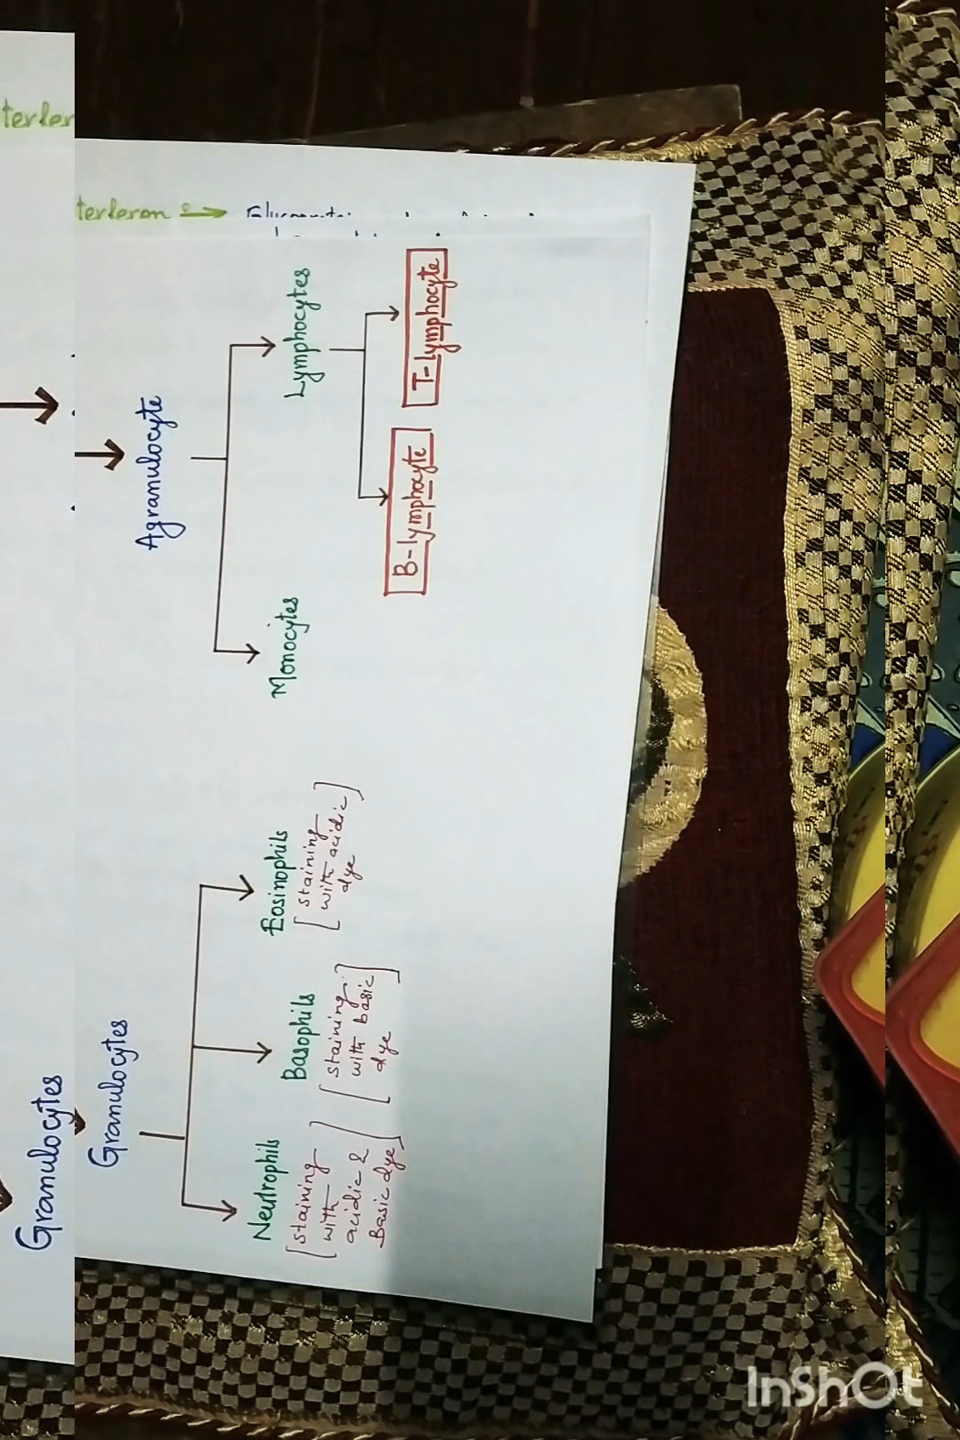 terferon →
Granulocytes
Agranulocyte
Neutrophils
[staining
with
acidic &
Basic dye]
Basophils
[staining
with basic
dye]
Eosinophils
[staining
with acidic
dye]
Monocytes
Lymphocytes
B-lymphocyte
T-lymphocyte
terfer
Granulocytes
InShOt